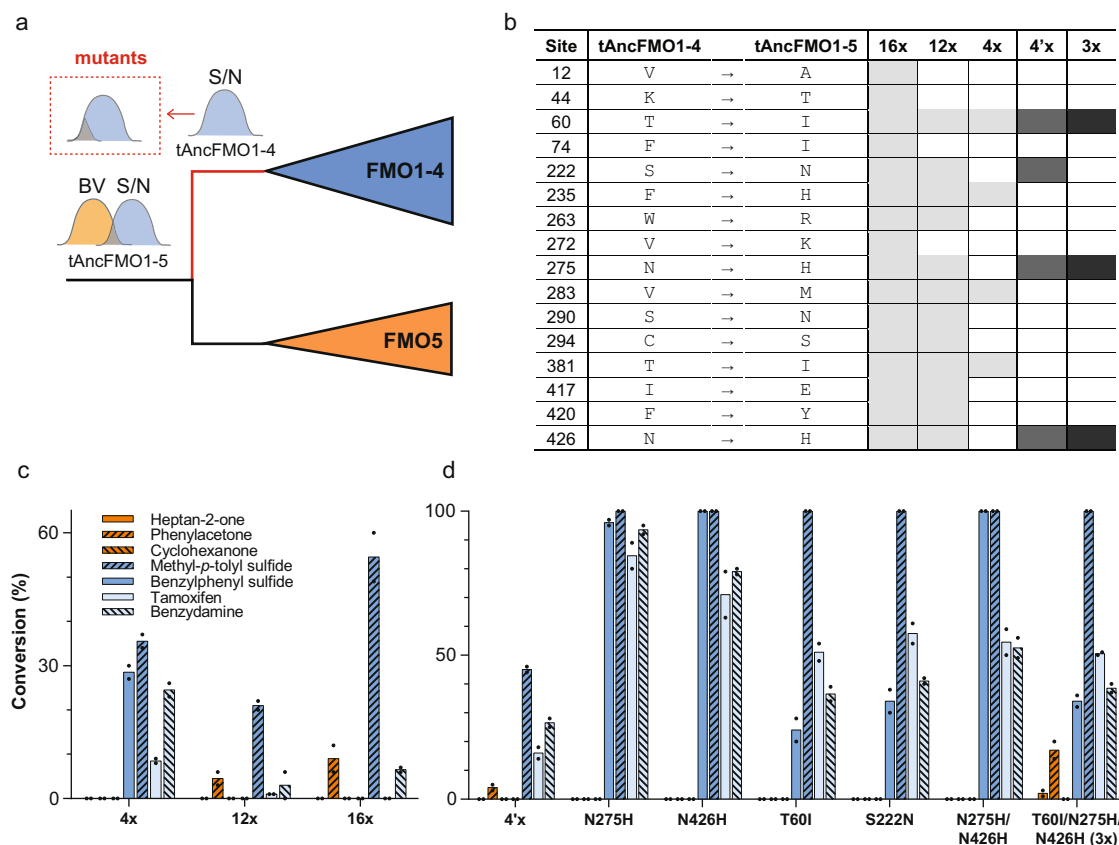 a
mutants
S/N
tAncFMO1-4
BV S/N
tAncFMO1-5
FMO1-4
FMO5
b
Site tAncFMO1-4 tAncFMO1-5 16x 12x 4x 4'x 3x
12 V → A
44 K → T
60 T → I
74 F → I
222 S → N
235 F → H
263 W → R
272 V → K
275 N → H
283 V → M
290 S → N
294 C → S
381 T → I
417 I → E
420 F → Y
426 N → H
c
Conversion (%)
60
30
0
Heptan-2-one
Phenylacetone
Cyclohexanone
Methyl-p-tolyl sulfide
Benzylphenyl sulfide
Tamoxifen
Benzydamine
4x 12x 16x
d
100
50
0
4'x N275H N426H T60I S222N N275H/ T60I/N275H/
N426H N426H (3x)